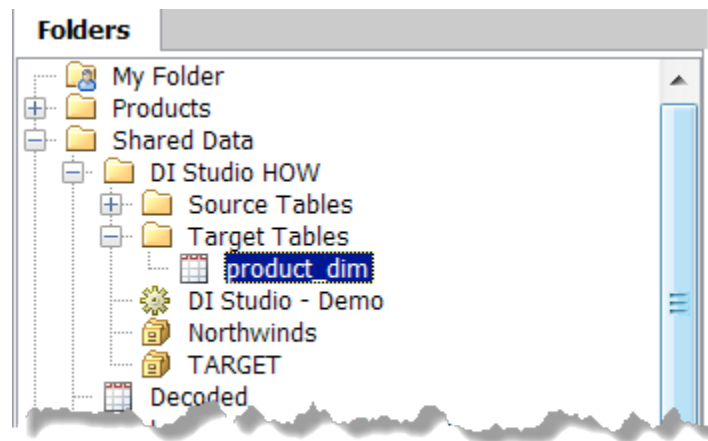 Folders
My Folder
Products
Shared Data
DI Studio HOW
Source Tables
Target Tables
product_dim
DI Studio - Demo
Northwinds
TARGET
Decoded